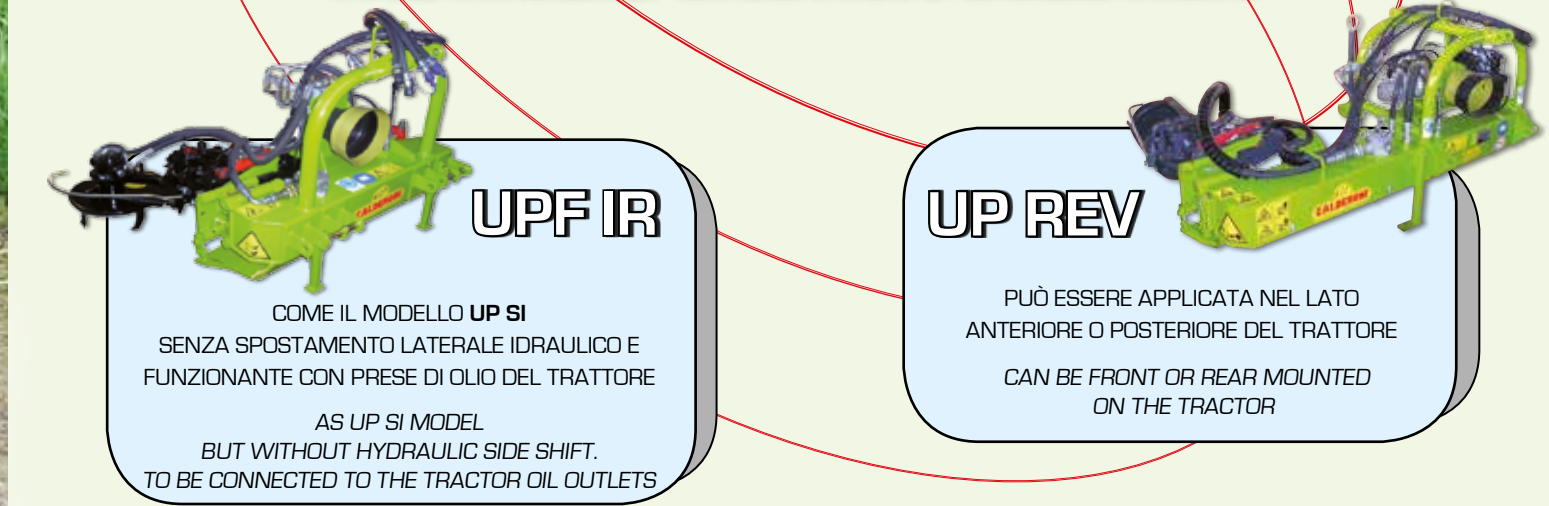 UPF IR
COME IL MODELLO UP SI
SENZA SPOSTAMENTO LATERALE IDRAULICO E
FUNZIONANTE CON PRESE DI OLIO DEL TRATTORE
AS UP SI MODEL
BUT WITHOUT HYDRAULIC SIDE SHIFT.
TO BE CONNECTED TO THE TRACTOR OIL OUTLETS
CALDERONI
UP REV
PUÒ ESSERE APPLICATA NEL LATO
ANTERIORE O POSTERIORE DEL TRATTORE
CAN BE FRONT OR REAR MOUNTED
ON THE TRACTOR
CALDERONI